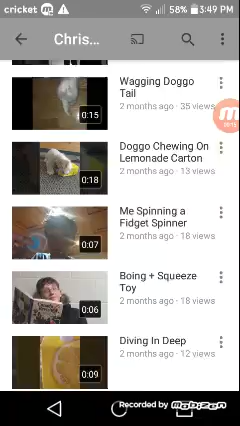 cricket 58% 3:49 PM
Chris...
0:15
Wagging Doggo
Tail
2 months ago · 35 views
0:18
Doggo Chewing On
Lemonade Carton
2 months ago · 13 views
0:07
Me Spinning a
Fidget Spinner
2 months ago · 18 views
0:06
Boing + Squeeze
Toy
2 months ago · 18 views
0:09
Diving In Deep
2 months ago · 12 views
Recorded by mobizen